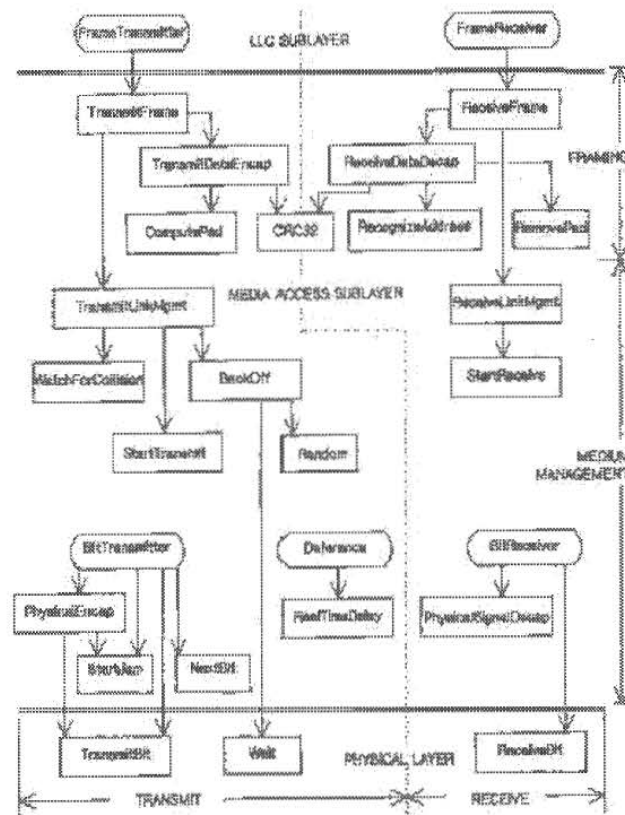 FrameTransmitter
LLC SUBLAYER
FrameReceiver
TransmitFrame
ReceiveFrame
TransmitDataEncap
ReceiveDataDecap
FRAMING
ComputePad
CRC32
RecognizeAddress
RemovePad
TransmitLinkMgmt
MEDIA ACCESS SUBLAYER
ReceiveLinkMgmt
WatchForCollision
BackOff
StartReceive
StartTransmit
Random
MEDIUM
MANAGEMENT
BitTransmitter
Deference
BitReceiver
PhysicalSignalDecap
PhysicalEncap
RealTimeDelay
StartJam
NextBit
TransmitBit
Wait
PHYSICAL LAYER
ReceiveBit
TRANSMIT
RECEIVE